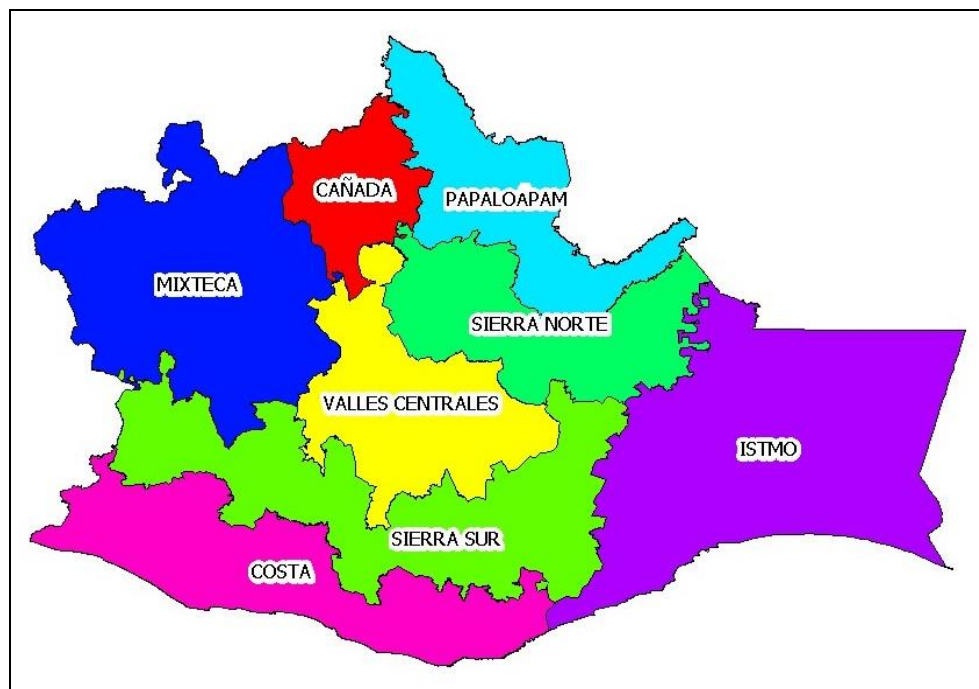 CAÑADA
PAPALOAPAM
MIXTECA
SIERRA NORTE
VALLES CENTRALES
ISTMO
SIERRA SUR
COSTA